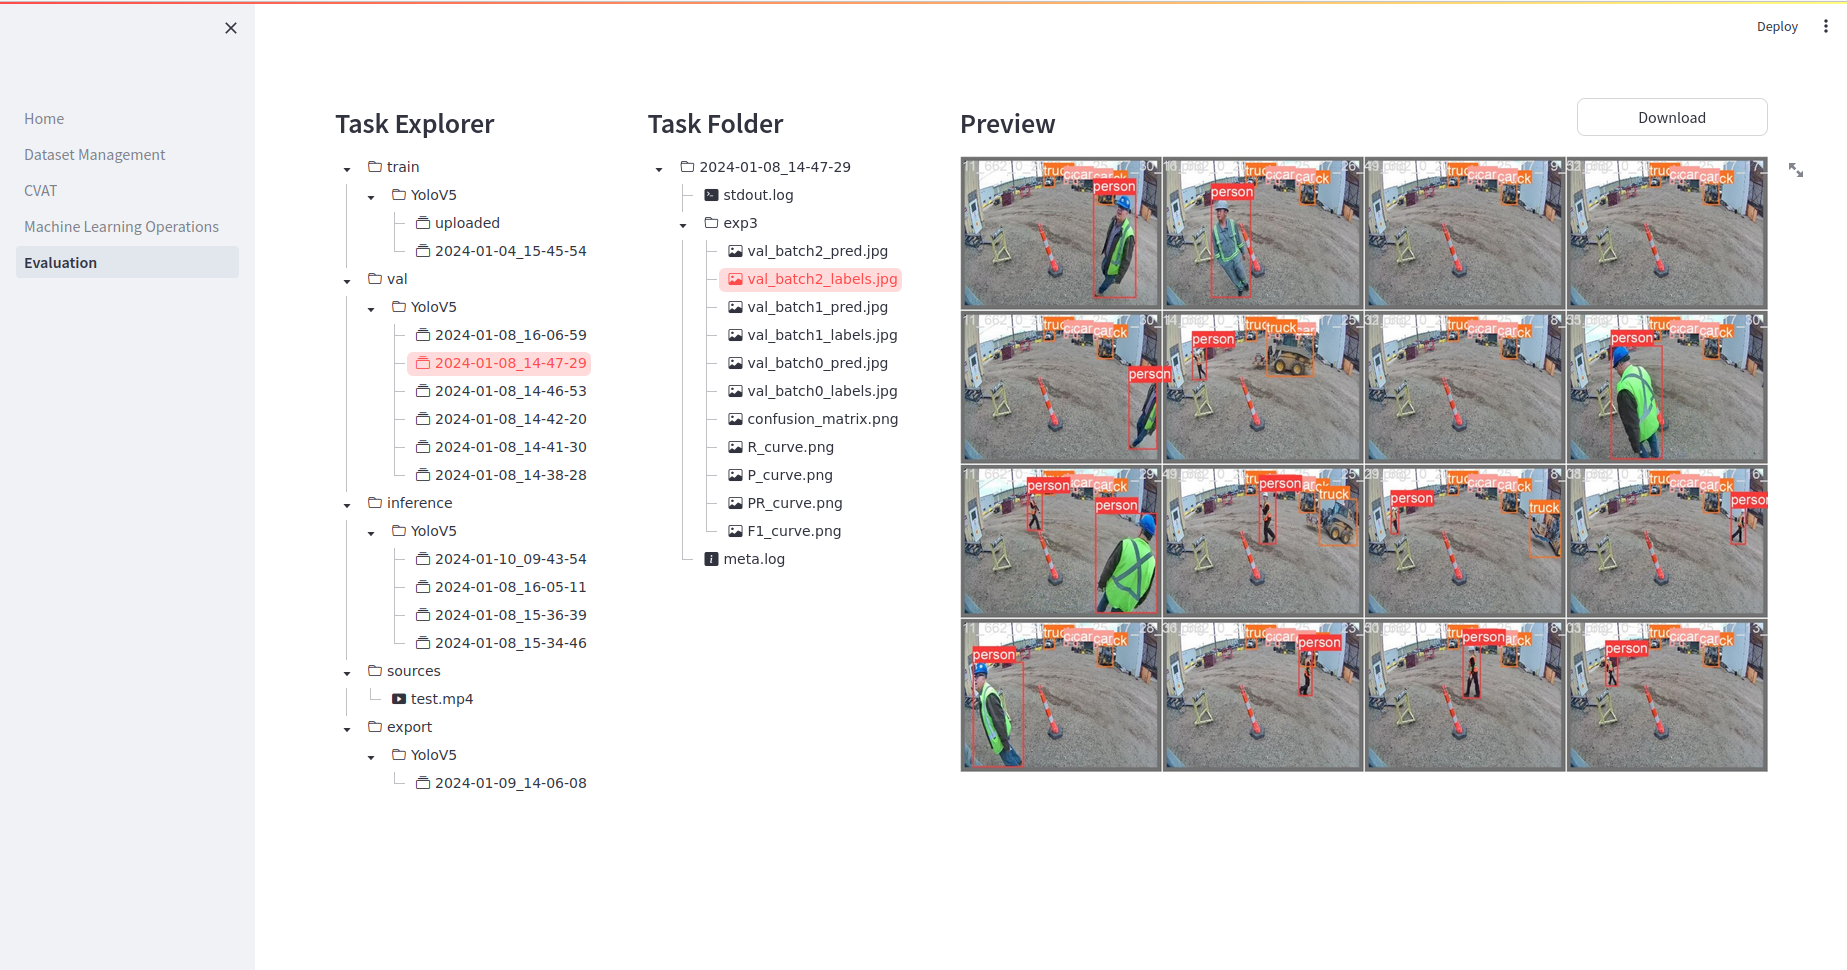 Deploy
Home
Dataset Management
CVAT
Machine Learning Operations
Evaluation
Task Explorer
train
YoloV5
uploaded
2024-01-04_15-45-54
val
YoloV5
2024-01-08_16-06-59
2024-01-08_14-47-29
2024-01-08_14-46-53
2024-01-08_14-42-20
2024-01-08_14-41-30
2024-01-08_14-38-28
inference
YoloV5
2024-01-10_09-43-54
2024-01-08_16-05-11
2024-01-08_15-36-39
2024-01-08_15-34-46
sources
test.mp4
export
YoloV5
2024-01-09_14-06-08
Task Folder
2024-01-08_14-47-29
stdout.log
exp3
val_batch2_pred.jpg
val_batch2_labels.jpg
val_batch1_pred.jpg
val_batch1_labels.jpg
val_batch0_pred.jpg
val_batch0_labels.jpg
confusion_matrix.png
R_curve.png
P_curve.png
PR_curve.png
F1_curve.png
meta.log
Preview
Download
person
person
person
person
truck
person
person
person
person
truck
person
truck
person
person
person
person
person